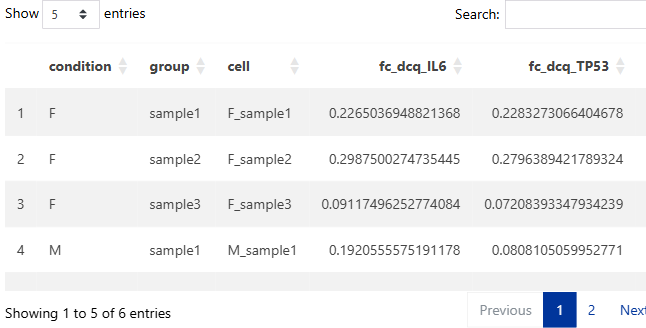 Show 5 entries Search:
condition group cell fc_dcq_IL6 fc_dcq_TP53
1 F sample1 F_sample1 0.2265036948821368 0.2283273066404678
2 F sample2 F_sample2 0.2987500274735445 0.2796389421789324
3 F sample3 F_sample3 0.09117496252774084 0.07208393347934239
4 M sample1 M_sample1 0.1920555575191178 0.0808105059952771
Showing 1 to 5 of 6 entries Previous 1 2 Next